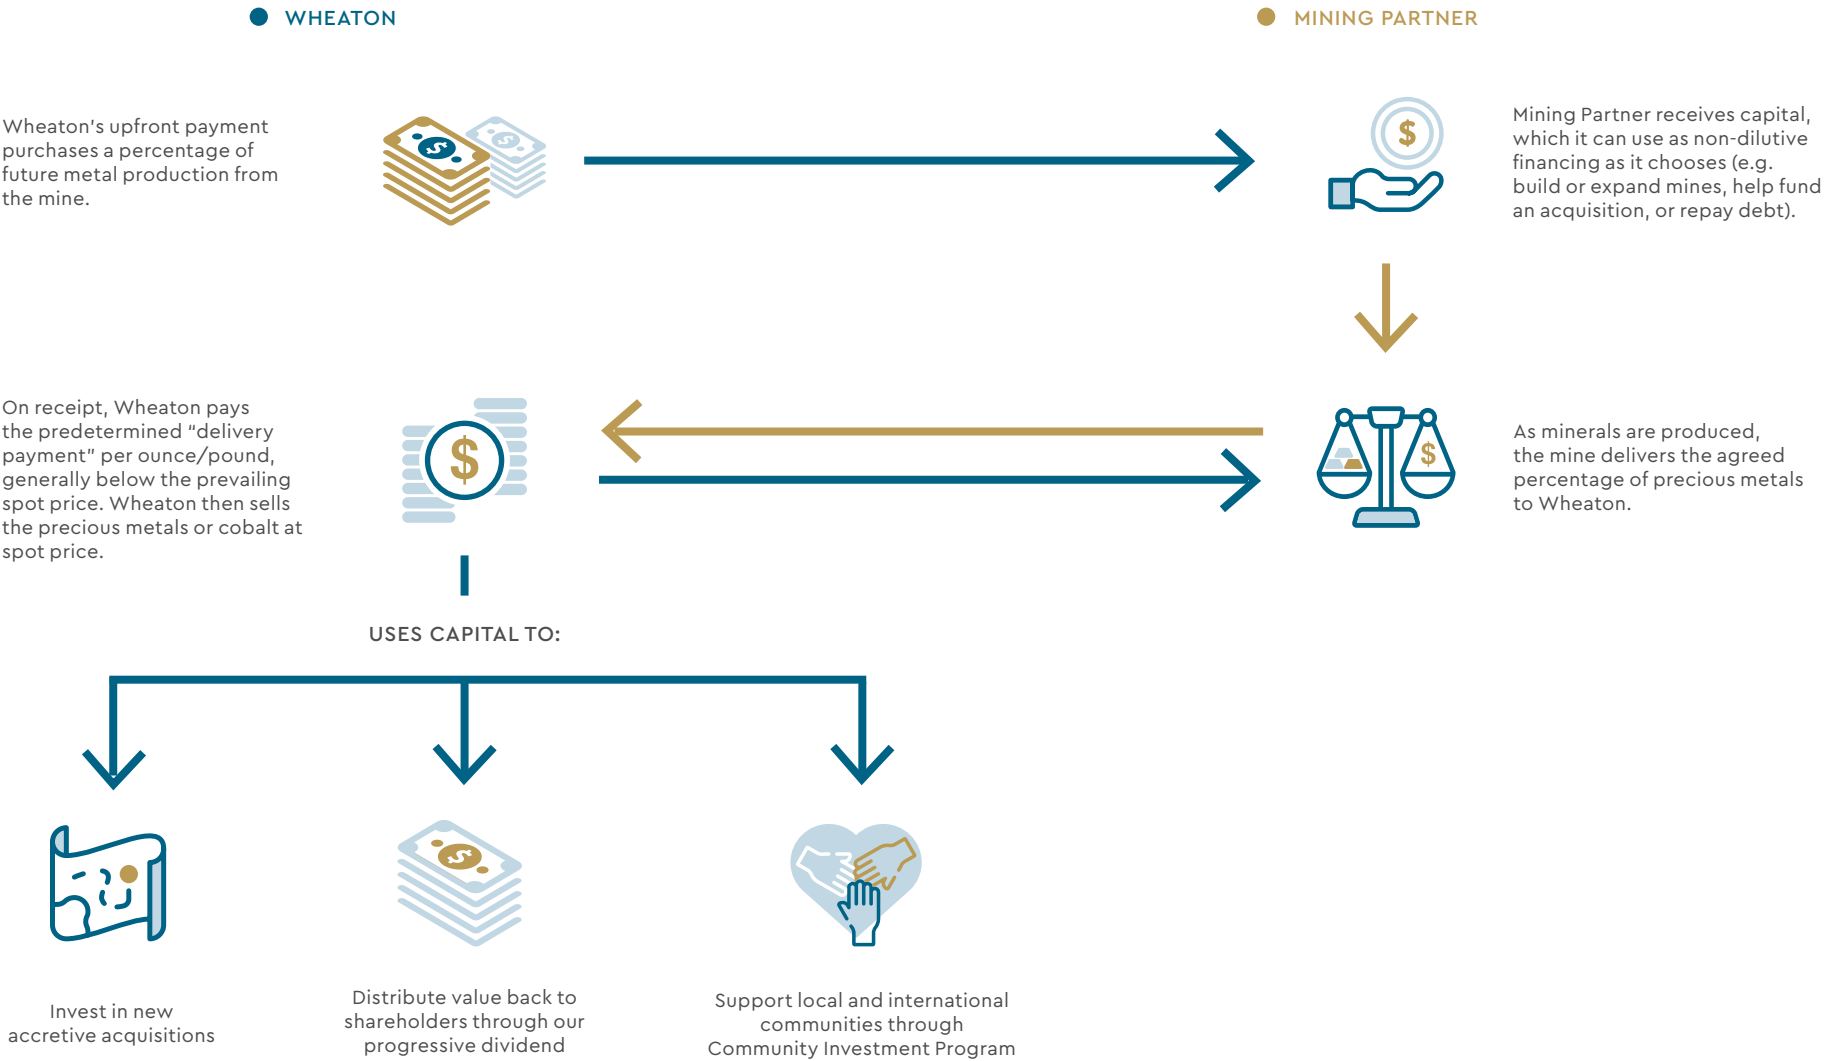 WHEATON
MINING PARTNER
Wheaton's upfront payment
purchases a percentage of
future metal production from
the mine.
$
$
$
Mining Partner receives capital,
which it can use as non-dilutive
financing as it chooses (e.g.
build or expand mines, help fund
an acquisition, or repay debt).
On receipt, Wheaton pays
the predetermined “delivery
payment” per ounce/pound,
generally below the prevailing
spot price. Wheaton then sells
the precious metals or cobalt at
spot price.
$
$
As minerals are produced,
the mine delivers the agreed
percentage of precious metals
to Wheaton.
USES CAPITAL TO:
$
Invest in new
accretive acquisitions
Distribute value back to
shareholders through our
progressive dividend
Support local and international
communities through
Community Investment Program